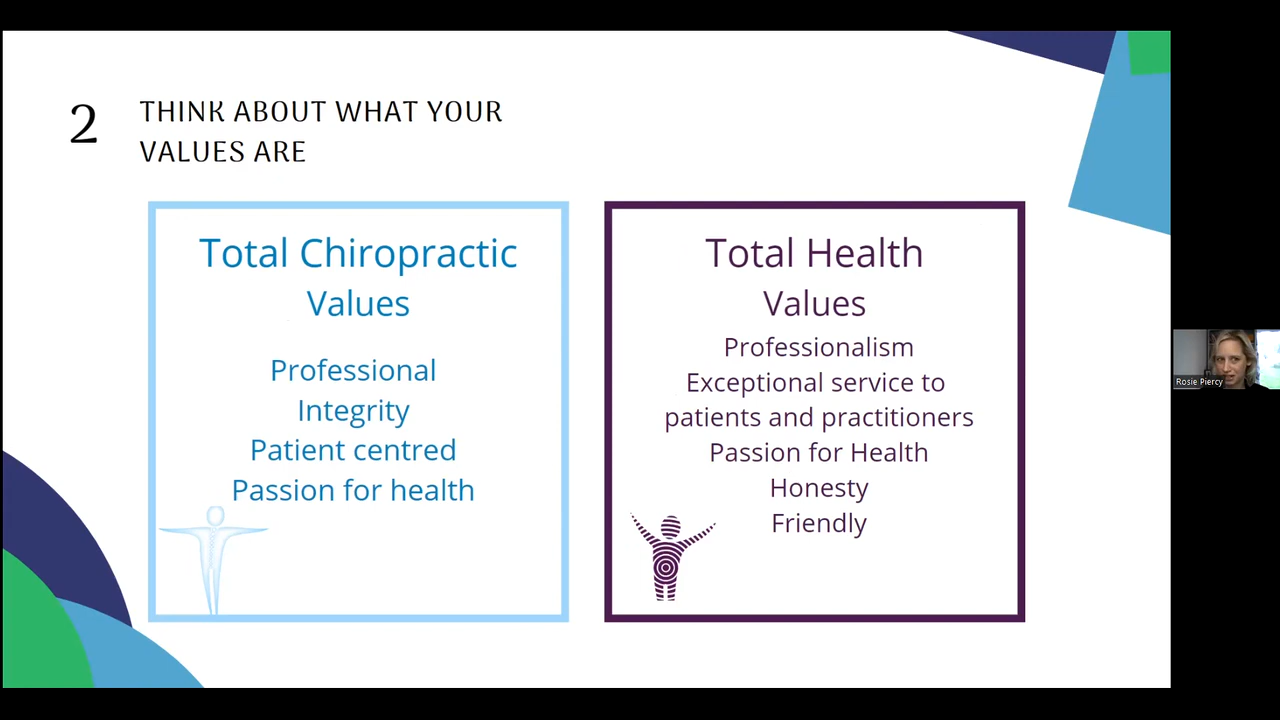 2
THINK ABOUT WHAT YOUR
VALUES ARE
Total Chiropractic
Values
Professional
Integrity
Patient centred
Passion for health
Total Health
Values
Professionalism
Exceptional service to
patients and practitioners
Passion for Health
Honesty
Friendly
Rosie Piercy